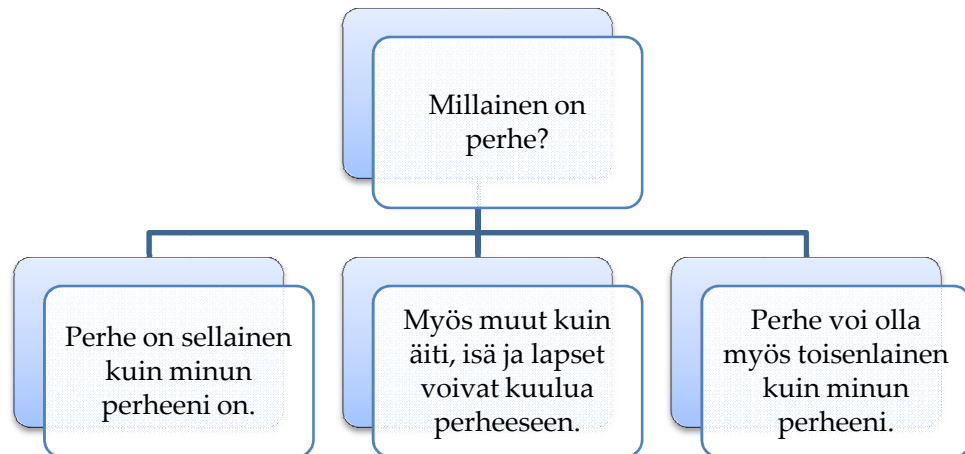 Millainen on
perhe?
Perhe on sellainen
kuin minun
perheeni on.
Myös muut kuin
äiti, isä ja lapset
voivat kuulua
perheeseen.
Perhe voi olla
myös toisenlainen
kuin minun
perheeni.